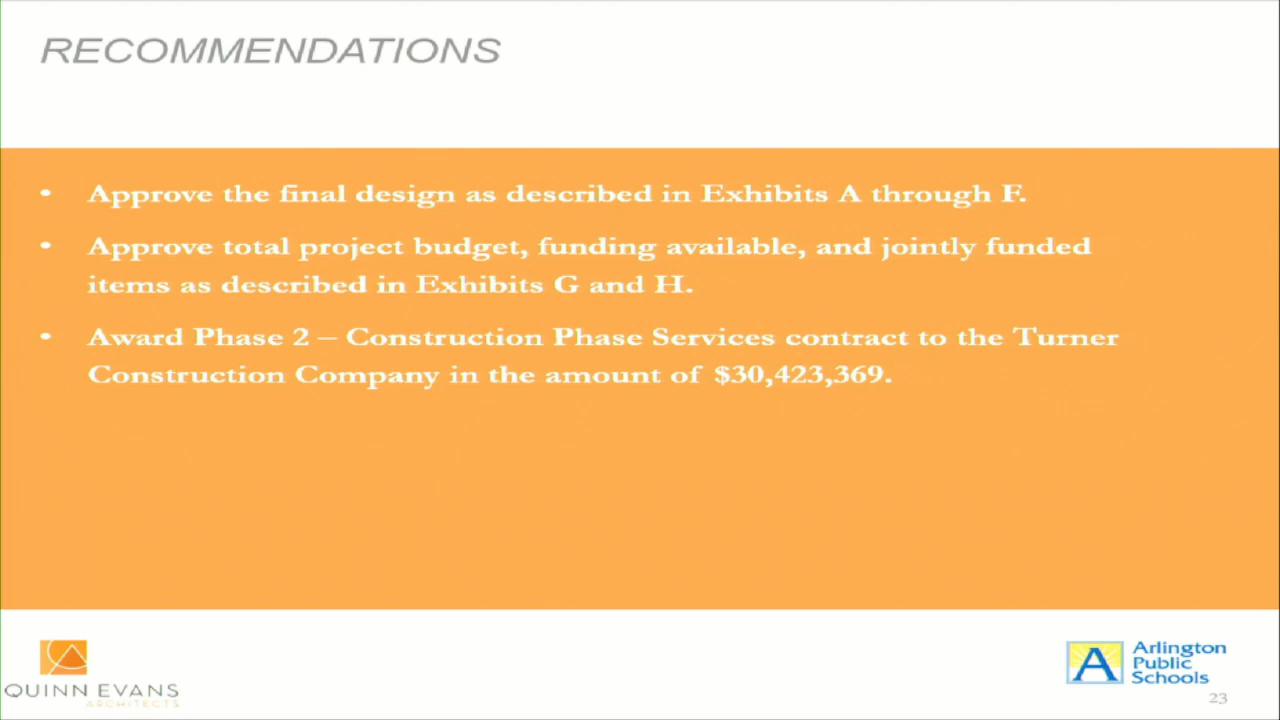 RECOMMENDATIONS
• Approve the final design as described in Exhibits A through F.
• Approve total project budget, funding available, and jointly funded
items as described in Exhibits G and H.
• Award Phase 2 – Construction Phase Services contract to the Turner
Construction Company in the amount of $30,423,369.
QUINN EVANS
ARCHITECTS
A
Arlington
Public
Schools
23